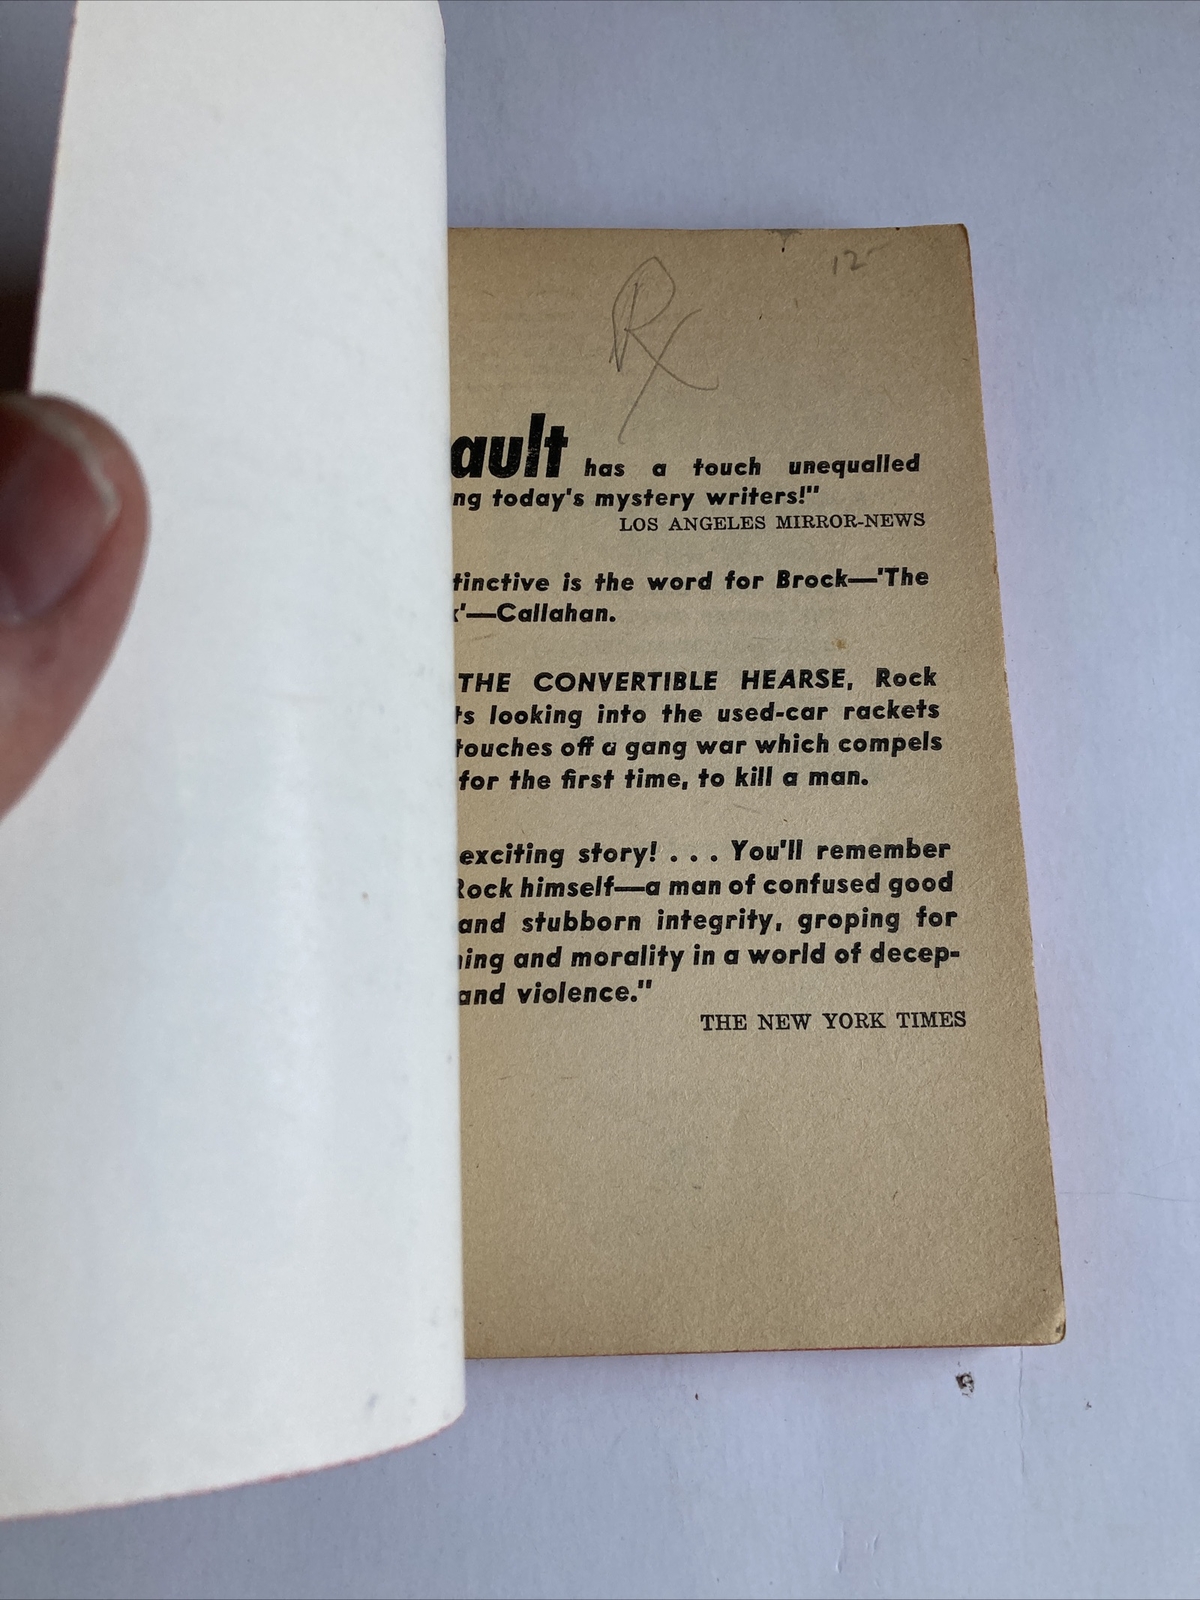 12-
Rx
ault has a touch unequalled
ng today's mystery writers!"
LOS ANGELES MIRROR-NEWS
tinctive is the word for Brock—'The
'—Callahan.
THE CONVERTIBLE HEARSE, Rock
ts looking into the used-car rackets
touches off a gang war which compels
for the first time, to kill a man.
exciting story! . . . You'll remember
Rock himself—a man of confused good
and stubborn integrity, groping for
ing and morality in a world of decep-
and violence."
THE NEW YORK TIMES